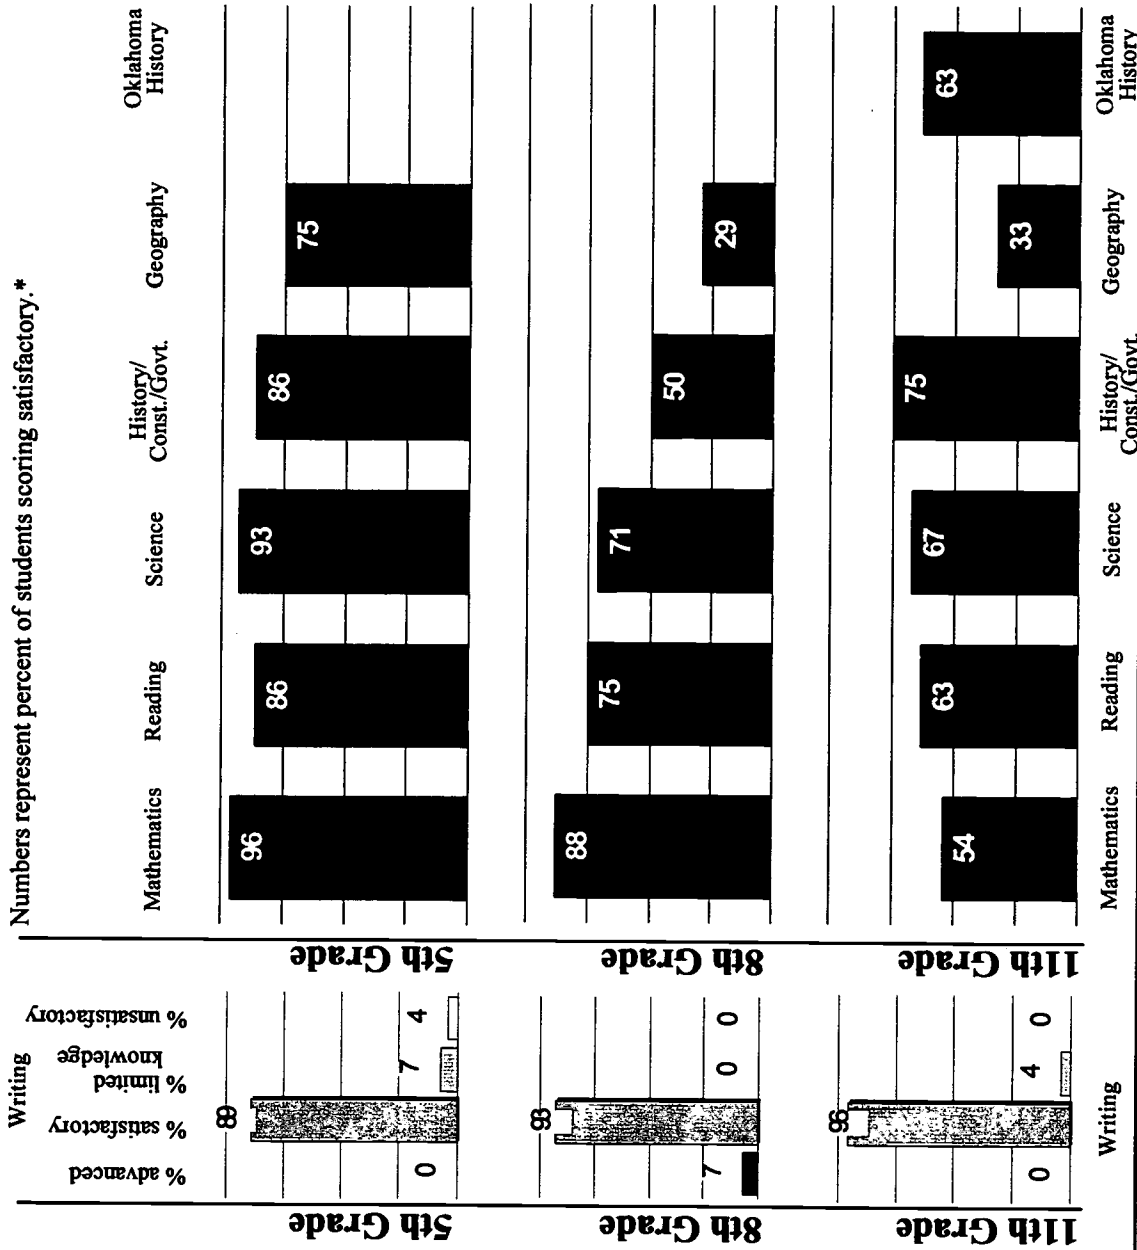 Numbers represent percent of students scoring satisfactory.*
Writing
% advanced
% satisfactory
% limited
knowledge
% unsatisfactory
Mathematics
Reading
Science
History/
Const./Govt.
Geography
Oklahoma
History
5th Grade
0
89
7
4
5th Grade
96
86
93
86
75
8th Grade
7
93
0
0
8th Grade
88
75
71
50
29
11th Grade
0
96
4
0
11th Grade
54
63
67
75
33
63
Writing
Mathematics
Reading
Science
History/
Const./Govt.
Geography
Oklahoma
History